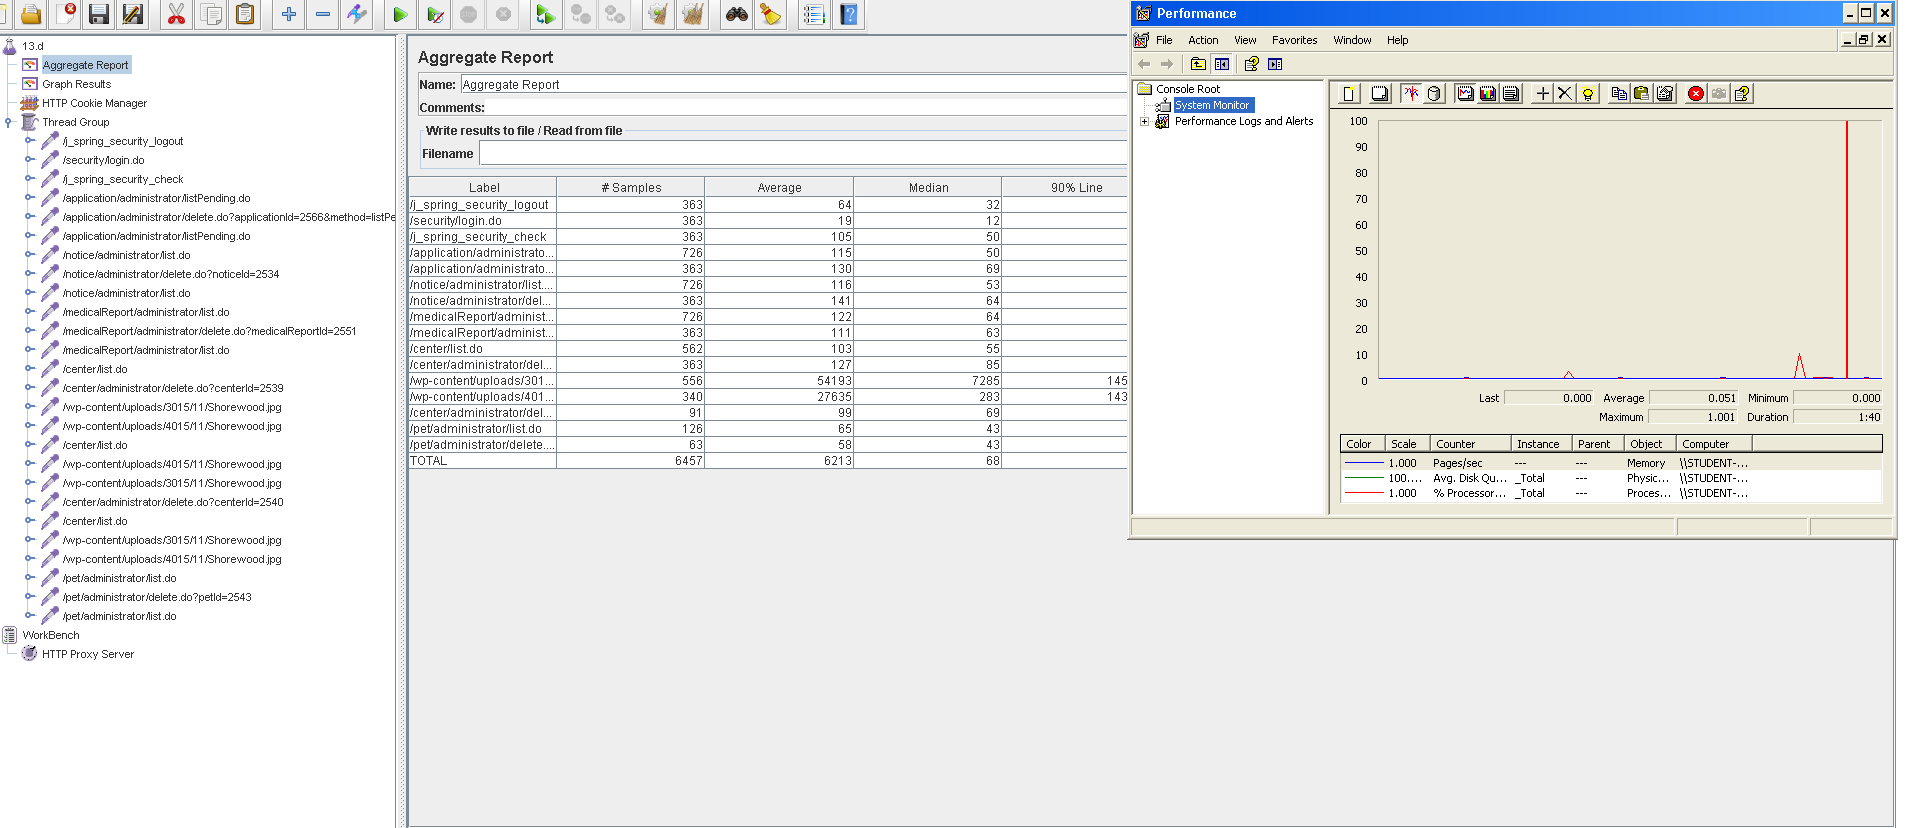 13.d
Aggregate Report
Graph Results
HTTP Cookie Manager
Thread Group
/j_spring_security_logout
/security/login.do
/j_spring_security_check
/application/administrator/listPending.do
/application/administrator/delete.do?applicationId=2566&method=listPe
/application/administrator/listPending.do
/notice/administrator/list.do
/notice/administrator/delete.do?noticeId=2534
/notice/administrator/list.do
/medicalReport/administrator/list.do
/medicalReport/administrator/delete.do?medicalReportId=2551
/medicalReport/administrator/list.do
/center/list.do
/center/administrator/delete.do?centerId=2539
/wp-content/uploads/3015/11/Shorewood.jpg
/wp-content/uploads/4015/11/Shorewood.jpg
/center/list.do
/wp-content/uploads/4015/11/Shorewood.jpg
/wp-content/uploads/3015/11/Shorewood.jpg
/center/administrator/delete.do?centerId=2540
/center/list.do
/wp-content/uploads/3015/11/Shorewood.jpg
/wp-content/uploads/4015/11/Shorewood.jpg
/pet/administrator/list.do
/pet/administrator/delete.do?petId=2543
/pet/administrator/list.do
WorkBench
HTTP Proxy Server
Aggregate Report
Name: Aggregate Report
Comments:
Write results to file / Read from file
Filename
Label # Samples Average Median 90% Line
/j_spring_security_logout 363 64 32
/security/login.do 363 19 12
/j_spring_security_check 363 105 50
/application/administrato... 726 115 50
/application/administrato... 363 130 69
/notice/administrator/list.... 726 116 53
/notice/administrator/del... 363 141 64
/medicalReport/administ... 726 122 64
/medicalReport/administ... 363 111 63
/center/list.do 562 103 55
/center/administrator/del... 363 127 85
/wp-content/uploads/301... 556 54193 7285 145
/wp-content/uploads/401... 340 27635 283 143
/center/administrator/del... 91 99 69
/pet/administrator/list.do 126 65 43
/pet/administrator/delete.... 63 58 43
TOTAL 6457 6213 68
Performance
File Action View Favorites Window Help
Console Root
System Monitor
Performance Logs and Alerts
100
90
80
70
60
50
40
30
20
10
0
Last 0.000 Average 0.051 Minimum 0.000
Maximum 1.001 Duration 1:40
Color Scale Counter Instance Parent Object Computer
1.000 Pages/sec --- --- Memory \\STUDENT-...
100.... Avg. Disk Qu... _Total --- Physic... \\STUDENT-...
1.000 % Processor... _Total --- Proces... \\STUDENT-...